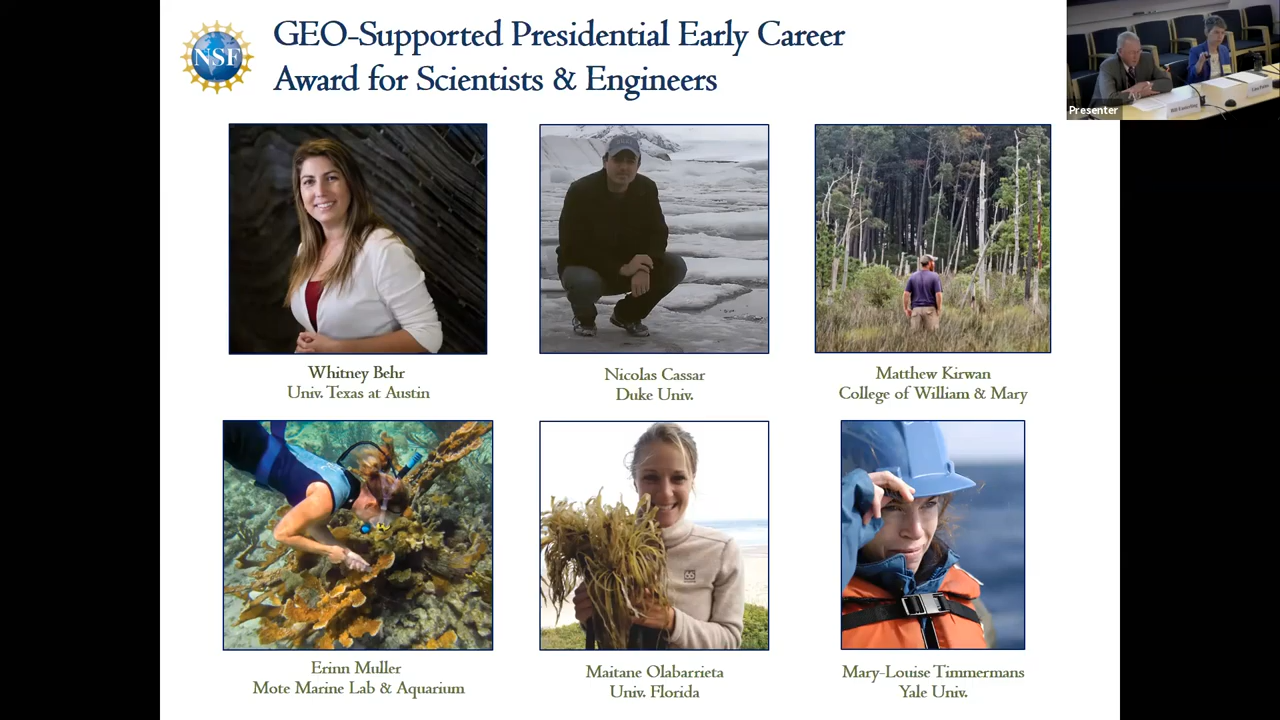 NSF
GEO-Supported Presidential Early Career
Award for Scientists & Engineers
Presenter
Whitney Behr
Univ. Texas at Austin
Nicolas Cassar
Duke Univ.
Matthew Kirwan
College of William & Mary
Erinn Muller
Mote Marine Lab & Aquarium
Maitane Olabarrieta
Univ. Florida
Mary-Louise Timmermans
Yale Univ.